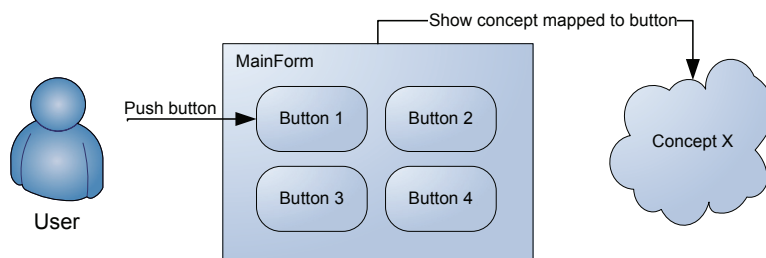 Show concept mapped to button
MainForm
Push button
Button 1
Button 2
Concept X
Button 3
Button 4
User